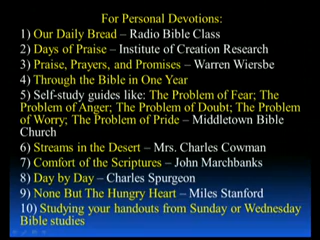 For Personal Devotions:
1) Our Daily Bread – Radio Bible Class
2) Days of Praise – Institute of Creation Research
3) Praise, Prayers, and Promises – Warren Wiersbe
4) Through the Bible in One Year
5) Self-study guides like: The Problem of Fear; The
Problem of Anger; The Problem of Doubt; The Problem
of Worry; The Problem of Pride – Middletown Bible
Church
6) Streams in the Desert – Mrs. Charles Cowman
7) Comfort of the Scriptures – John Marchbanks
8) Day by Day – Charles Spurgeon
9) None But The Hungry Heart – Miles Stanford
10) Studying your handouts from Sunday or Wednesday
Bible studies